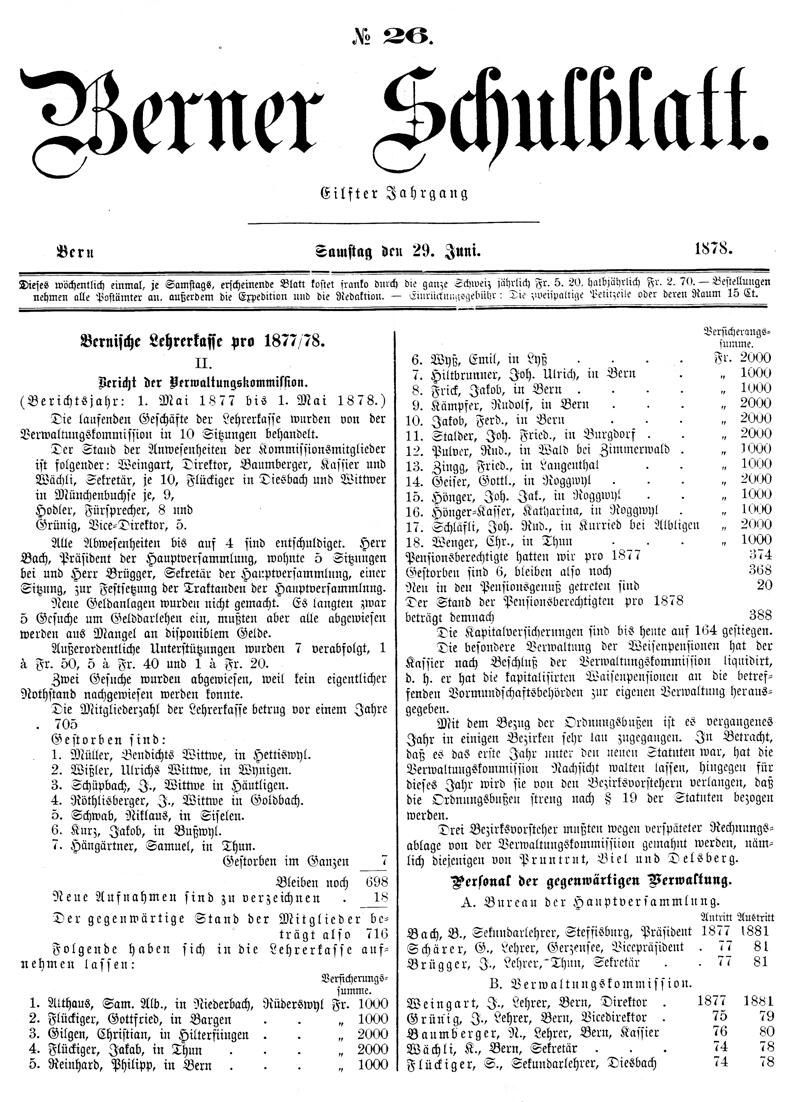 № 26.
Berner Schulblatt.
Eilfter Jahrgang
Bern Samstag den 29. Juni. 1878.
Dieses wöchentlich einmal, je Samstags, erscheinende Blatt kostet franko durch die ganze Schweiz jährlich Fr. 5. 20, halbjährlich Fr. 2. 70. — Bestellungen
nehmen alle Postämter an, außerdem die Expedition und die Redaktion. — Einrückungsgebühr: Die zweispaltige Petitzeile oder deren Raum 15 Ct.
Bernische Lehrerkasse pro 1877/78.
II.
Bericht der Verwaltungskommission.
(Berichtsjahr: 1. Mai 1877 bis 1. Mai 1878.)
Die laufenden Geschäfte der Lehrerkasse wurden von der
Verwaltungskommission in 10 Sitzungen behandelt.
Der Stand der Anwesenheiten der Kommissionsmitglieder
ist folgender: Weingart, Direktor, Baumberger, Kassier und
Wächli, Sekretär, je 10, Flückiger in Diesbach und Wittwer
in Münchenbuchse je, 9,
Hodler, Fürsprecher, 8 und
Grünig, Vice-Direktor, 5.
Alle Abwesenheiten bis auf 4 sind entschuldiget. Herr
Bach, Präsident der Hauptversammlung, wohnte 5 Sitzungen
bei und Herr Brügger, Sekretär der Hauptversammlung, einer
Sitzung, zur Festsetzung der Traktanden der Hauptversammlung.
Neue Geldanlagen wurden nicht gemacht. Es langten zwar
5 Gesuche um Gelddarlehen ein, mußten aber alle abgewiesen
werden aus Mangel an disponiblem Gelde.
Außerordentliche Unterstützungen wurden 7 verabfolgt, 1
à Fr. 50, 5 à Fr. 40 und 1 à Fr. 20.
Zwei Gesuche wurden abgewiesen, weil kein eigentlicher
Nothstand nachgewiesen werden konnte.
Die Mitgliederzahl der Lehrerkasse betrug vor einem Jahre
. 705
Gestorben sind:
1. Müller, Bendichts Wittwe, in Hettiswyl.
2. Wißler, Ulrichs Wittwe, in Wynigen.
3. Schüpbach, J., Wittwe in Häutligen.
4. Röthlisberger, J., Wittwe in Goldbach.
5. Schwab, Niklaus, in Siselen.
6. Kurz, Jakob, in Bußwyl.
7. Hängärtner, Samuel, in Thun.
Gestorben im Ganzen 7
Bleiben noch 698
Neue Aufnahmen sind zu verzeichnen . 18
Der gegenwärtige Stand der Mitglieder be-
trägt also 716
Folgende haben sich in die Lehrerkasse auf-
nehmen lassen:
Versicherungs-
summe.
1. Althaus, Sam. Alb., in Niederbach, Rüderswyl Fr. 1000
2. Flückiger, Gottfried, in Bargen . . „ 1000
3. Gilgen, Christian, in Hilterfingen . . „ 2000
4. Flückiger, Jakab, in Thun . . . „ 2000
5. Reinhard, Philipp, in Bern . . . „ 1000
Versicherungs-
summe.
6. Wyß, Emil, in Lyß . . . . Fr. 2000
7. Hiltbrunner, Joh. Ulrich, in Bern . „ 1000
8. Frick, Jakob, in Bern . . . . „ 1000
9. Kämpfer, Rudolf, in Bern . . . „ 2000
10. Jakob, Ferd., in Bern . . . „ 2000
11. Stalder, Joh. Fried., in Burgdorf . . „ 2000
12. Pulver, Rud., in Wald bei Zimmerwald . „ 1000
13. Zingg, Fried., in Langenthal . . „ 1000
14. Geiser, Gottl., in Roggwyl . . . „ 2000
15. Hönger, Joh. Jak., in Roggwyl . . „ 1000
16. Hönger-Kasser, Katharina, in Roggwyl . „ 1000
17. Schläfli, Joh. Rud., in Kurried bei Albligen „ 2000
18. Wenger, Chr., in Thun . . . „ 1000
Pensionsberechtigte hatten wir pro 1877 374
Gestorben sind 6, bleiben also noch 368
Neu in den Pensionsgenuß getreten sind 20
Der Stand der Pensionsberechtigten pro 1878
beträgt demnach 388
Die Kapitalversicherungen sind bis heute auf 164 gestiegen.
Die besondere Verwaltung der Waisenpensionen hat der
Kassier nach Beschluß der Verwaltungskommission liquidirt,
d. h. er hat die kapitalisirten Waisenpensionen an die betref-
fenden Vormundschaftsbehörden zur eigenen Verwaltung heraus-
gegeben.
Mit dem Bezug der Ordnungsbußen ist es vergangenes
Jahr in einigen Bezirken sehr lau zugegangen. In Betracht,
daß es das erste Jahr unter den neuen Statuten war, hat die
Verwaltungskommission Nachsicht walten lassen, hingegen für
dieses Jahr wird sie von den Bezirksvorstehern verlangen, daß
die Ordnungsbußen streng nach § 19 der Statuten bezogen
werden.
Drei Bezirksvorsteher mußten wegen verspäteter Rechnungs-
ablage von der Verwaltungskommissiion gemahnt werden, näm-
lich diejenigen von Pruntrut, Biel und Delsberg.
Personal der gegenwärtigen Verwaltung.
A. Bureau der Hauptversammlung.
Antritt Austritt
Bach, B., Sekundarlehrer, Steffisburg, Präsident 1877 1881
Schärer, G., Lehrer, Gerzensee, Vicepräsident . 77 81
Brügger, J., Lehrer, Thun, Sekretär . 77 81
B. Verwaltungskommission.
Weingart, J., Lehrer, Bern, Direktor . 1877 1881
Grünig, J., Lehrer, Bern, Vicedirektor . 75 79
Baumberger, N., Lehrer, Bern, Kassier 76 80
Wächli, K., Bern, Sekretär . . . 74 78
Flückiger, S., Sekundarlehrer, Diesbach 74 78